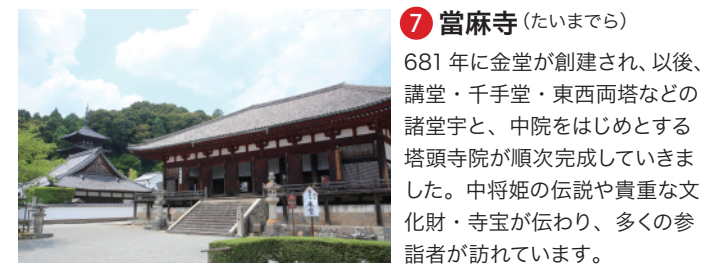 7 當麻寺(たいまでら)
681年に金堂が創建され、以後、
講堂・千手堂・東西両塔などの
諸堂宇と、中院をはじめとする
塔頭寺院が順次完成していきま
した。中将姫の伝説や貴重な文
化財・寺宝が伝わり、多くの参
詣者が訪れています。